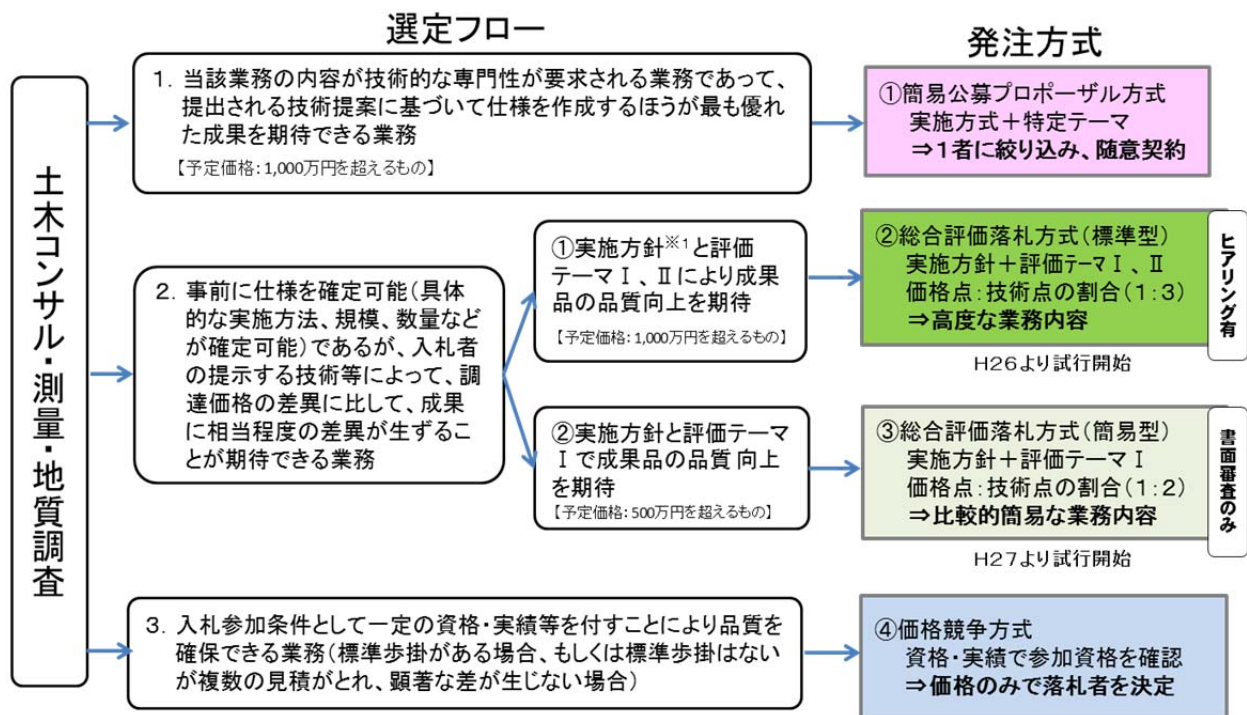 選定フロー
発注方式
土木コンサル・測量・地質調査
1．当該業務の内容が技術的な専門性が要求される業務であって、
提出される技術提案に基づいて仕様を作成するほうが最も優れ
た成果を期待できる業務
【予定価格：1,000万円を超えるもの】
①簡易公募プロポーザル方式
実施方式＋特定テーマ
⇒1者に絞り込み、随意契約
2．事前に仕様を確定可能（具体
的な実施方法、規模、数量など
が確定可能）であるが、入札者
の提示する技術等によって、調
達価格の差異に比して、成果
に相当程度の差異が生ずるこ
とが期待できる業務
①実施方針※1と評価
テーマⅠ、Ⅱにより成果
品の品質向上を期待
【予定価格：1,000万円を超えるもの】
②総合評価落札方式（標準型）
実施方針＋評価テーマⅠ、Ⅱ
価格点：技術点の割合（1：3）
⇒高度な業務内容
ヒアリング有
H26より試行開始
②実施方針と評価テーマ
Ⅰで成果品の品質向上
を期待
【予定価格：500万円を超えるもの】
③総合評価落札方式（簡易型）
実施方針＋評価テーマⅠ
価格点：技術点の割合（1：2）
⇒比較的簡易な業務内容
書面審査のみ
H27より試行開始
3．入札参加条件として一定の資格・実績等を付すことにより品質を
確保できる業務（標準歩掛がある場合、もしくは標準歩掛はない
が複数の見積がとれ、顕著な差が生じない場合）
④価格競争方式
資格・実績で参加資格を確認
⇒価格のみで落札者を決定